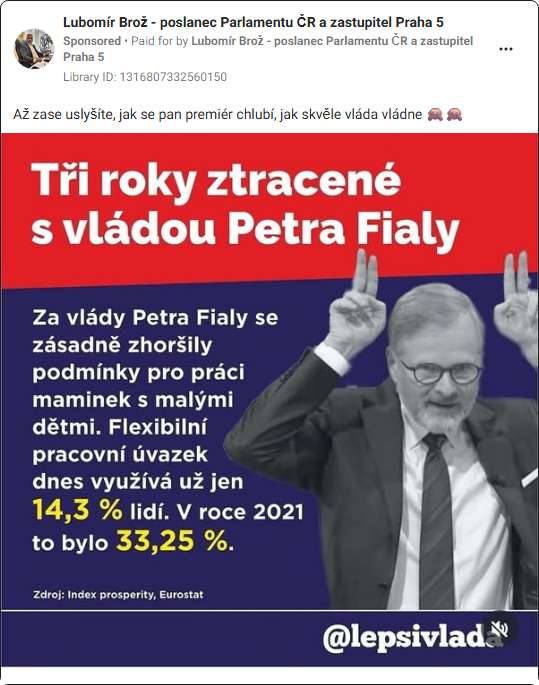 Lubomír Brož - poslanec Parlamentu ČR a zastupitel Praha 5
Sponsored • Paid for by Lubomír Brož - poslanec Parlamentu ČR a zastupitel
Praha 5
Library ID: 1316807332560150
Až zase uslyšíte, jak se pan premiér chlubí, jak skvěle vláda vládne
Tři roky ztracené
s vládou Petra Fialy
Za vlády Petra Fialy se
zásadně zhoršily
podmínky pro práci
maminek s malými
dětmi. Flexibilní
pracovní úvazek
dnes využívá už jen
14,3 % lidí. V roce 2021
to bylo 33,25 %.
Zdroj: Index prosperity, Eurostat
@lepsivlada